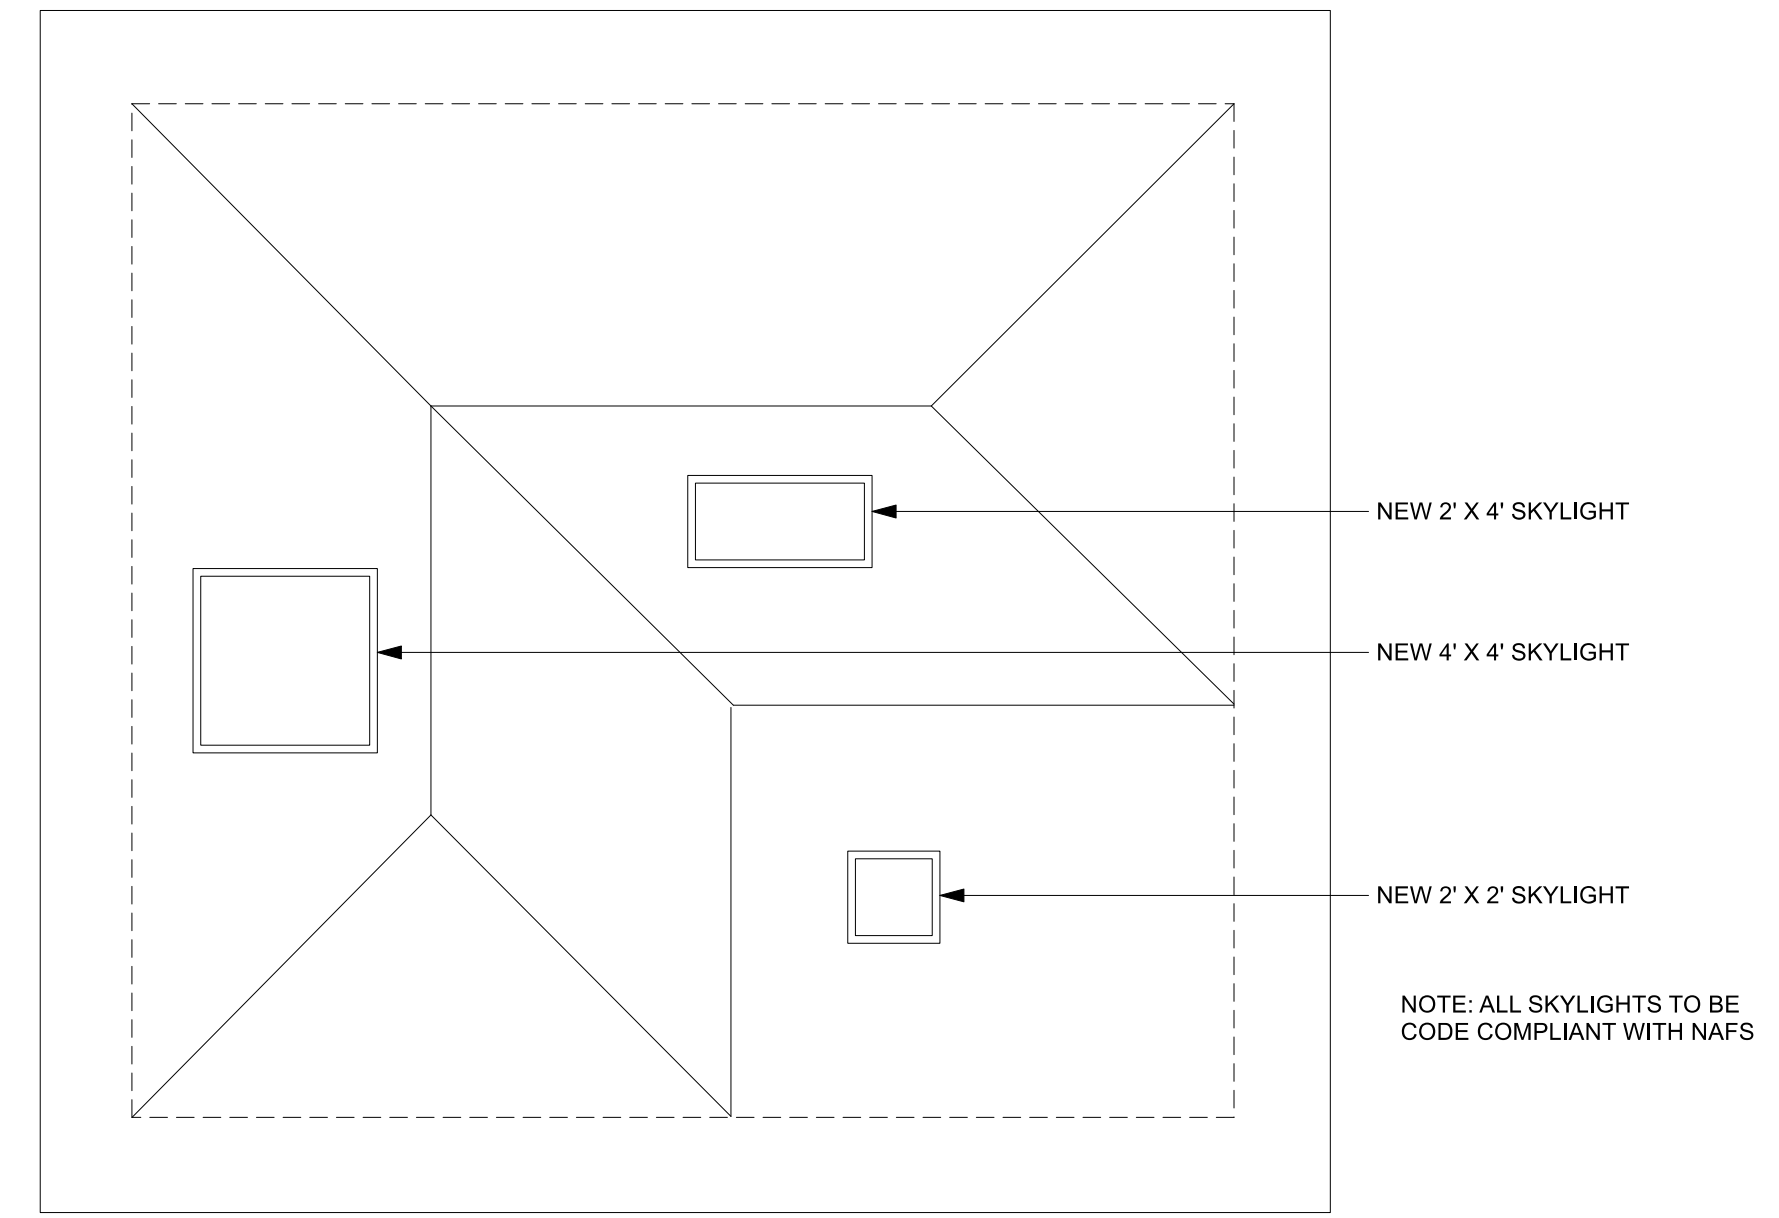 NEW 2' X 4' SKYLIGHT
NEW 4' X 4' SKYLIGHT
NEW 2' X 2' SKYLIGHT
NOTE: ALL SKYLIGHTS TO BE
CODE COMPLIANT WITH NAFS